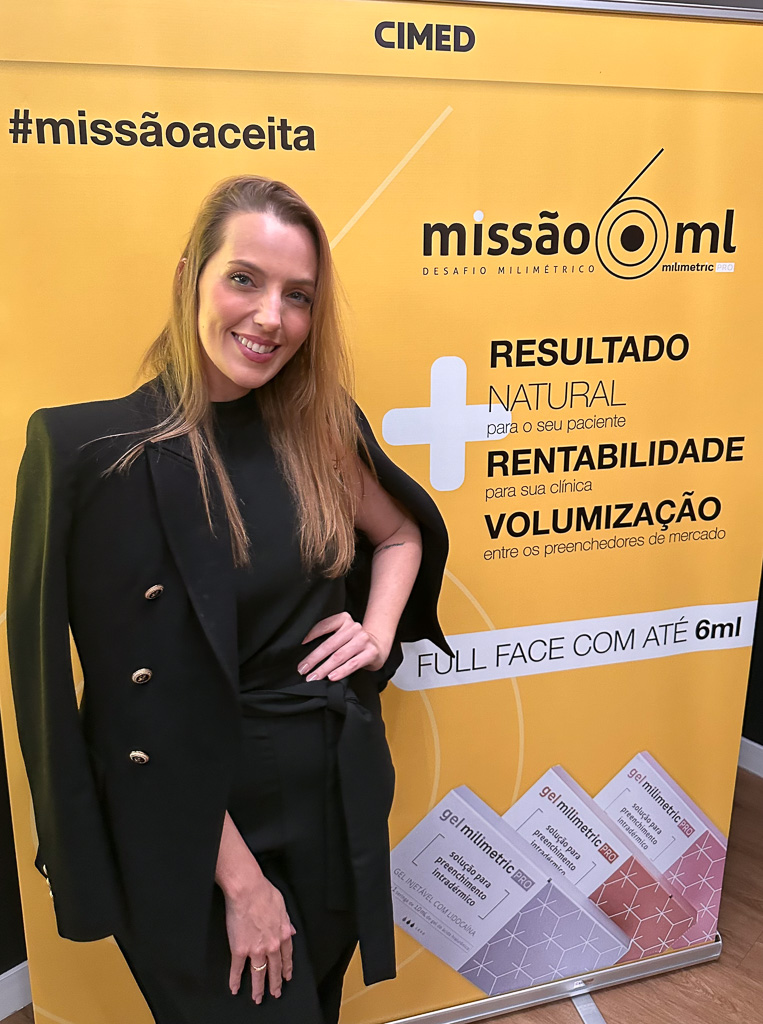 CIMED
#missãoaceita
missão6ml
DESAFIO MILIMÉTRICO
milimetric PRO
RESULTADO
NATURAL
para o seu paciente
RENTABILIDADE
para sua clínica
VOLUMIZAÇÃO
entre os preenchedores de mercado
FULL FACE COM ATÉ 6ml
gel milimetric PRO
solução para
preenchimento
intradérmico
gel milimetric PRO
solução para
preenchimento
intradérmico
gel milimetric PRO
solução para
preenchimento
intradérmico
GEL INJETÁVEL COM LIDOCAÍNA